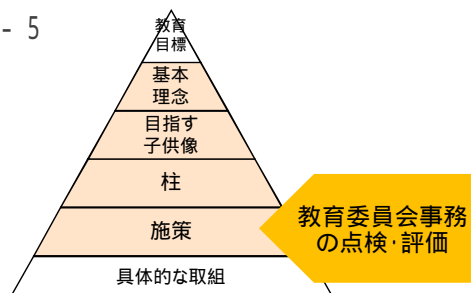 - 5
教育
目標
基本
理念
目指す
子供像
柱
施策
教育委員会事務
の点検・評価
具体的な取組